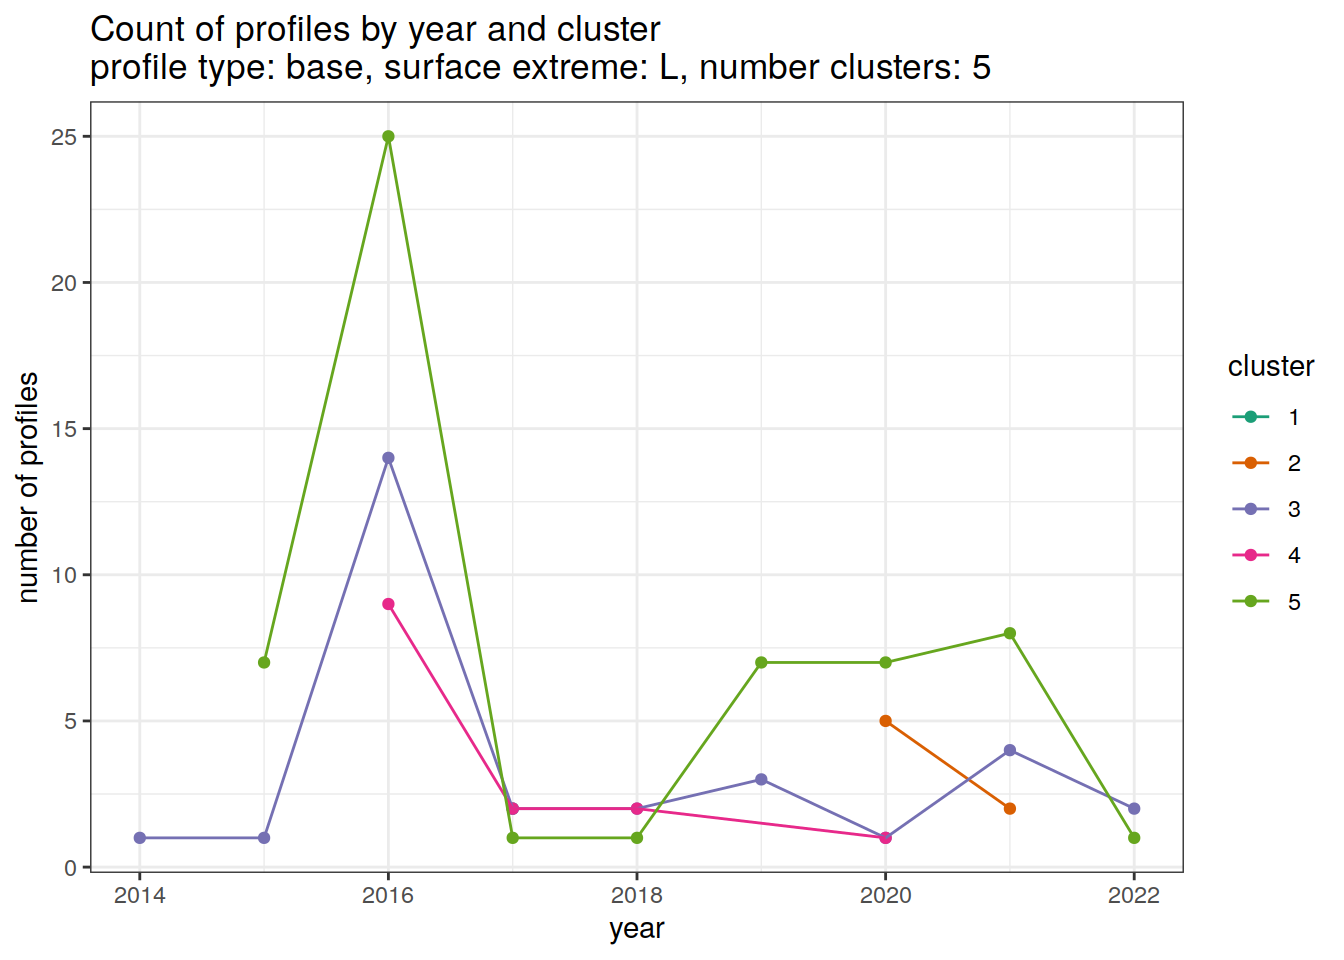 Count of profiles by year and cluster
profile type: base, surface extreme: L, number clusters: 5
25
20
15
10
5
0
number of profiles
2014 2016 2018 2020 2022
year
cluster
1
2
3
4
5